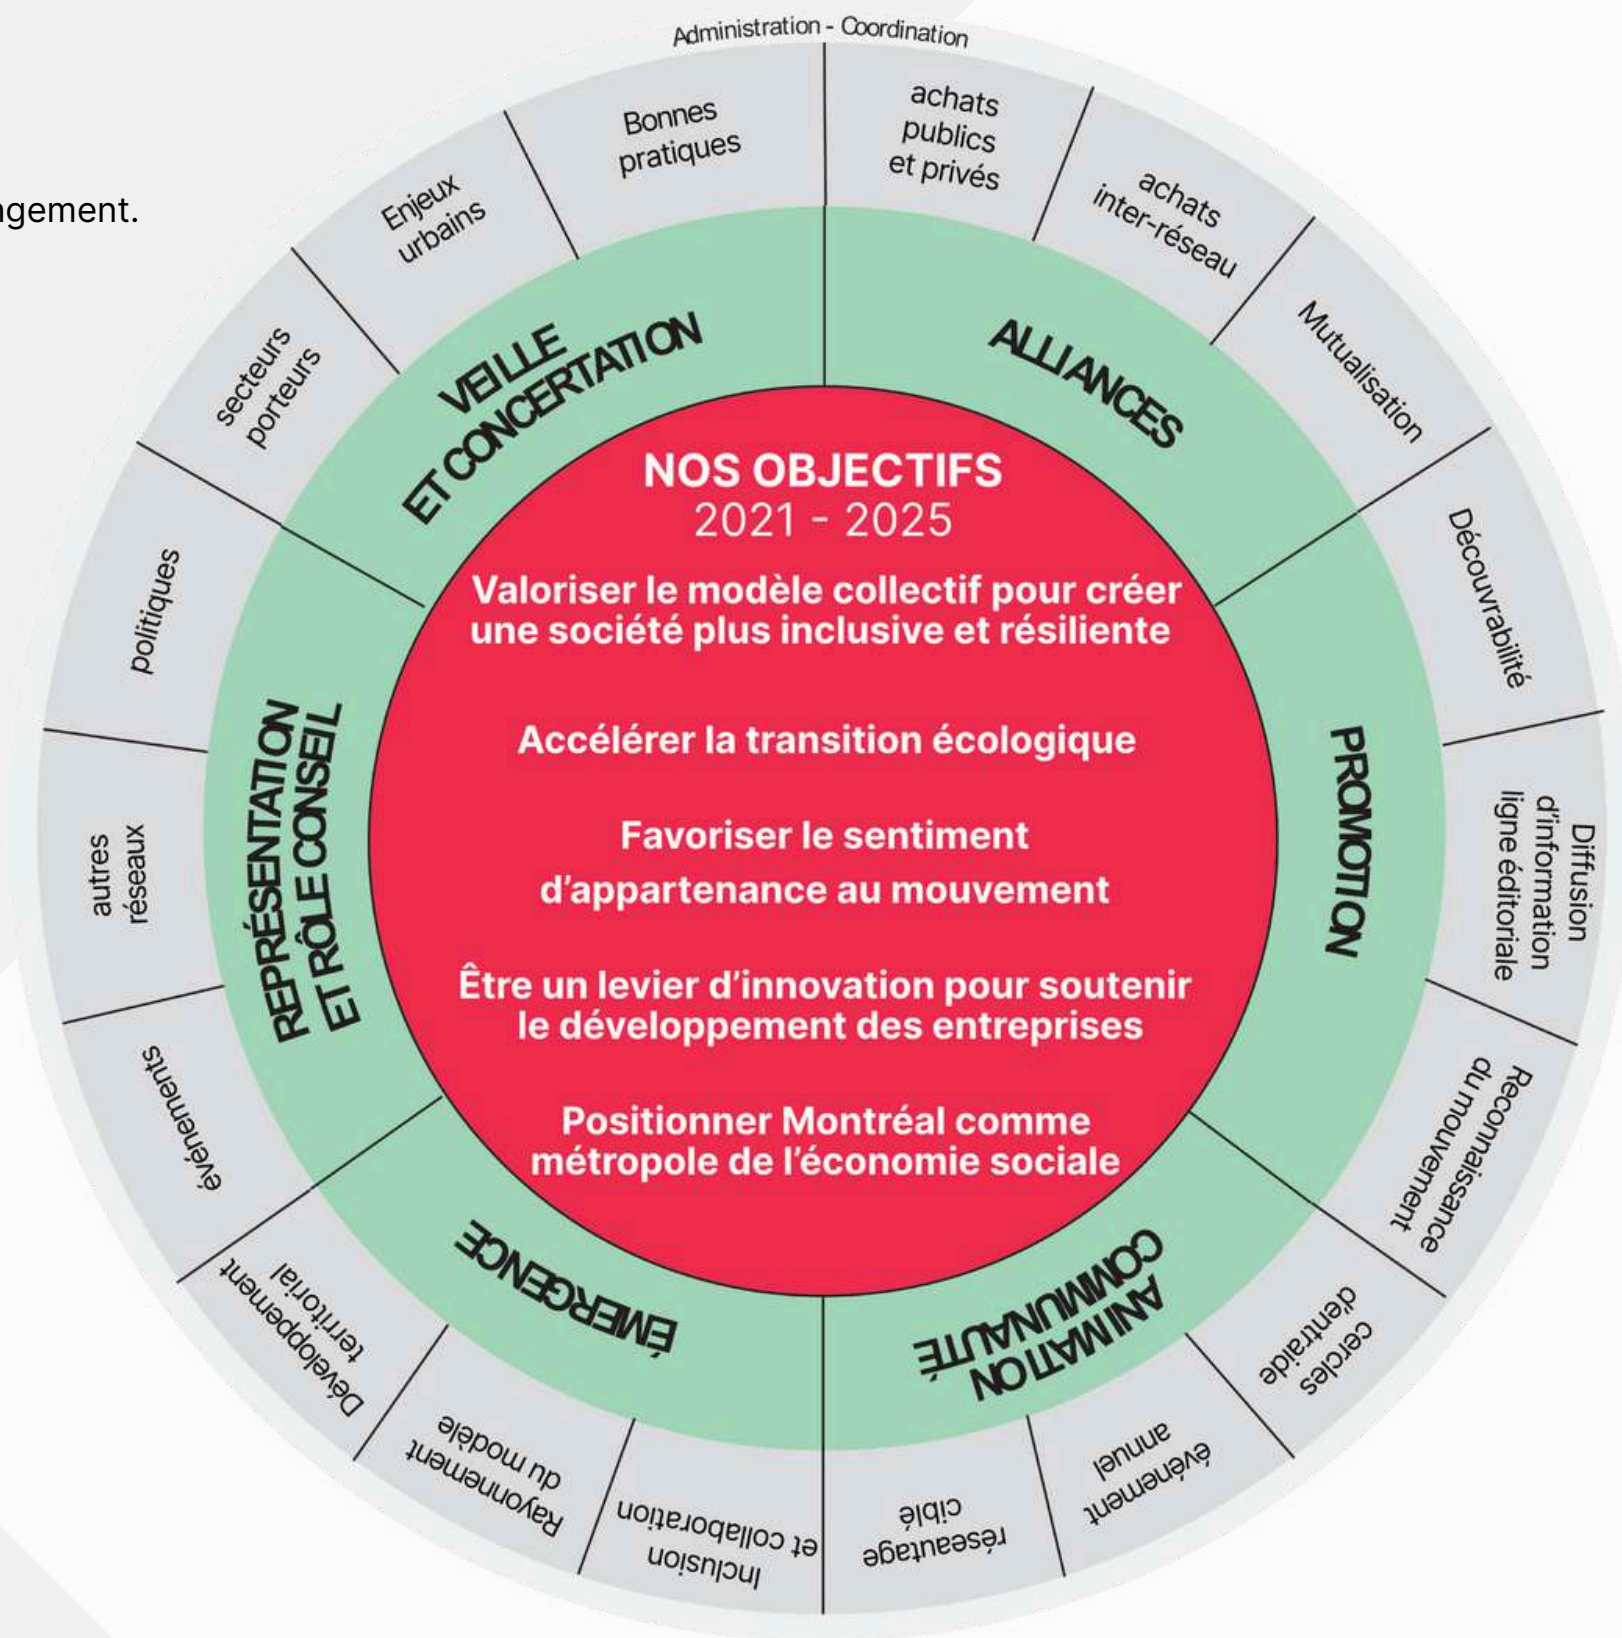 Administration - Coordination
ngement.
achats
publics
et privés
achats
inter-réseau
Mutualisation
Découvrabilité
Diffusion
d'information
ligne éditoriale
Reconnaissance
du mouvement
cercles
d'entraide
événement
annuel
réseautage
ciblé
Inclusion
et collaboration
Rayonnement
du modèle
Développement
territorial
événements
autres
réseaux
politiques
secteurs
porteurs
Enjeux
urbains
Bonnes
pratiques
ALLIANCES
PROMOTION
ANIMATION
COMMUNAUTÉ
ÉMERGENCE
REPRÉSENTATION
ET RÔLE CONSEIL
VEILLE
ET CONCERTATION
NOS OBJECTIFS
2021 - 2025
Valoriser le modèle collectif pour créer
une société plus inclusive et résiliente
Accélérer la transition écologique
Favoriser le sentiment
d'appartenance au mouvement
Être un levier d'innovation pour soutenir
le développement des entreprises
Positionner Montréal comme
métropole de l'économie sociale